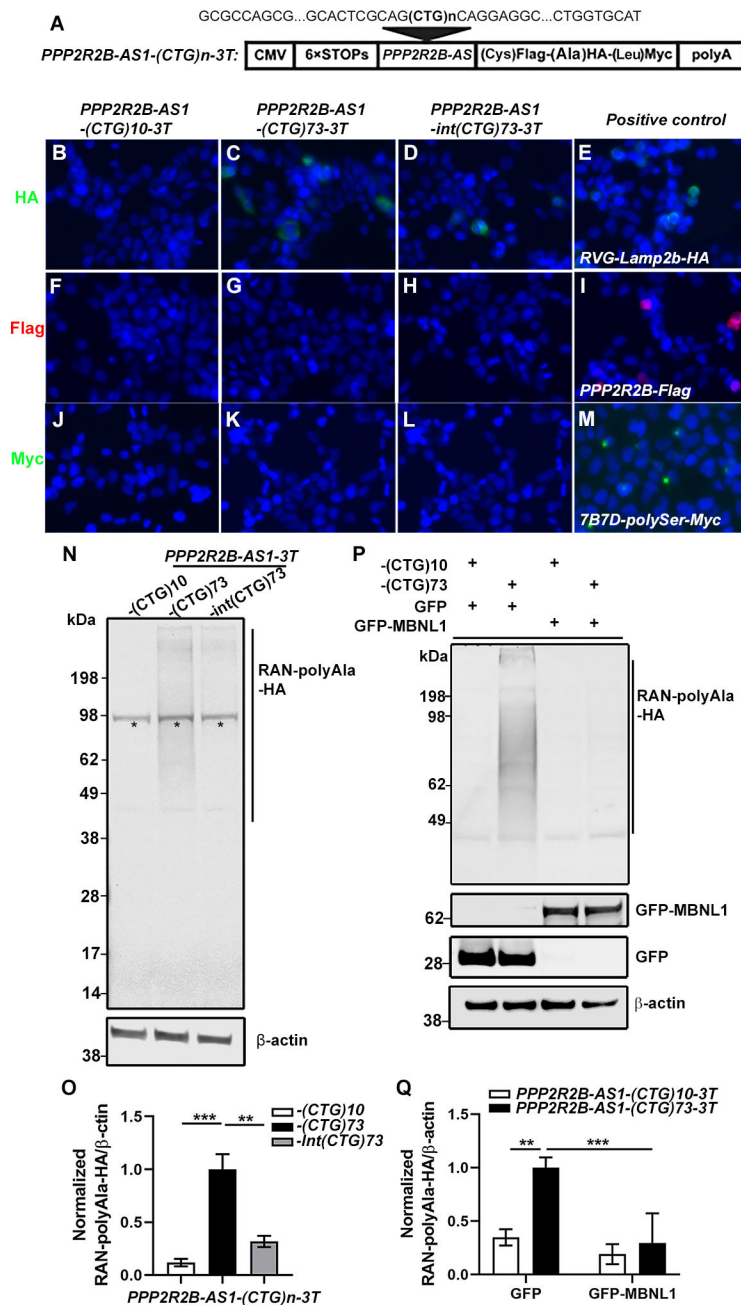 GCGCCAGCG...GCACTCGCAG(CTG)nCAGGAGGC...CTGGTGCAT
A
PPP2R2B-AS1-(CTG)n-3T: CMV 6×STOPs PPP2R2B-AS (Cys)Flag-(Ala)HA-(Leu)Myc polyA
PPP2R2B-AS1
-(CTG)10-3T
PPP2R2B-AS1
-(CTG)73-3T
PPP2R2B-AS1
-int(CTG)73-3T
Positive control
HA
B
C
D
E
RVG-Lamp2b-HA
Flag
F
G
H
I
PPP2R2B-Flag
Myc
J
K
L
M
7B7D-polySer-Myc
N
PPP2R2B-AS1-3T
-(CTG)10
-(CTG)73
-int(CTG)73
kDa
198
98
62
49
38
28
17
14
* * *
RAN-polyAla
-HA
38
β-actin
P
-(CTG)10 + +
-(CTG)73 + +
GFP + +
GFP-MBNL1 + +
kDa
198
98
62
49
RAN-polyAla
-HA
62
GFP-MBNL1
28
GFP
38
β-actin
O
Normalized
RAN-polyAla-HA/β-ctin
1.5
1.0
0.5
0.0
*** **
-(CTG)10
-(CTG)73
-Int(CTG)73
PPP2R2B-AS1-(CTG)n-3T
Q
PPP2R2B-AS1-(CTG)10-3T
PPP2R2B-AS1-(CTG)73-3T
Normalized
RAN-polyAla-HA/β-actin
1.5
1.0
0.5
0.0
** ***
GFP GFP-MBNL1